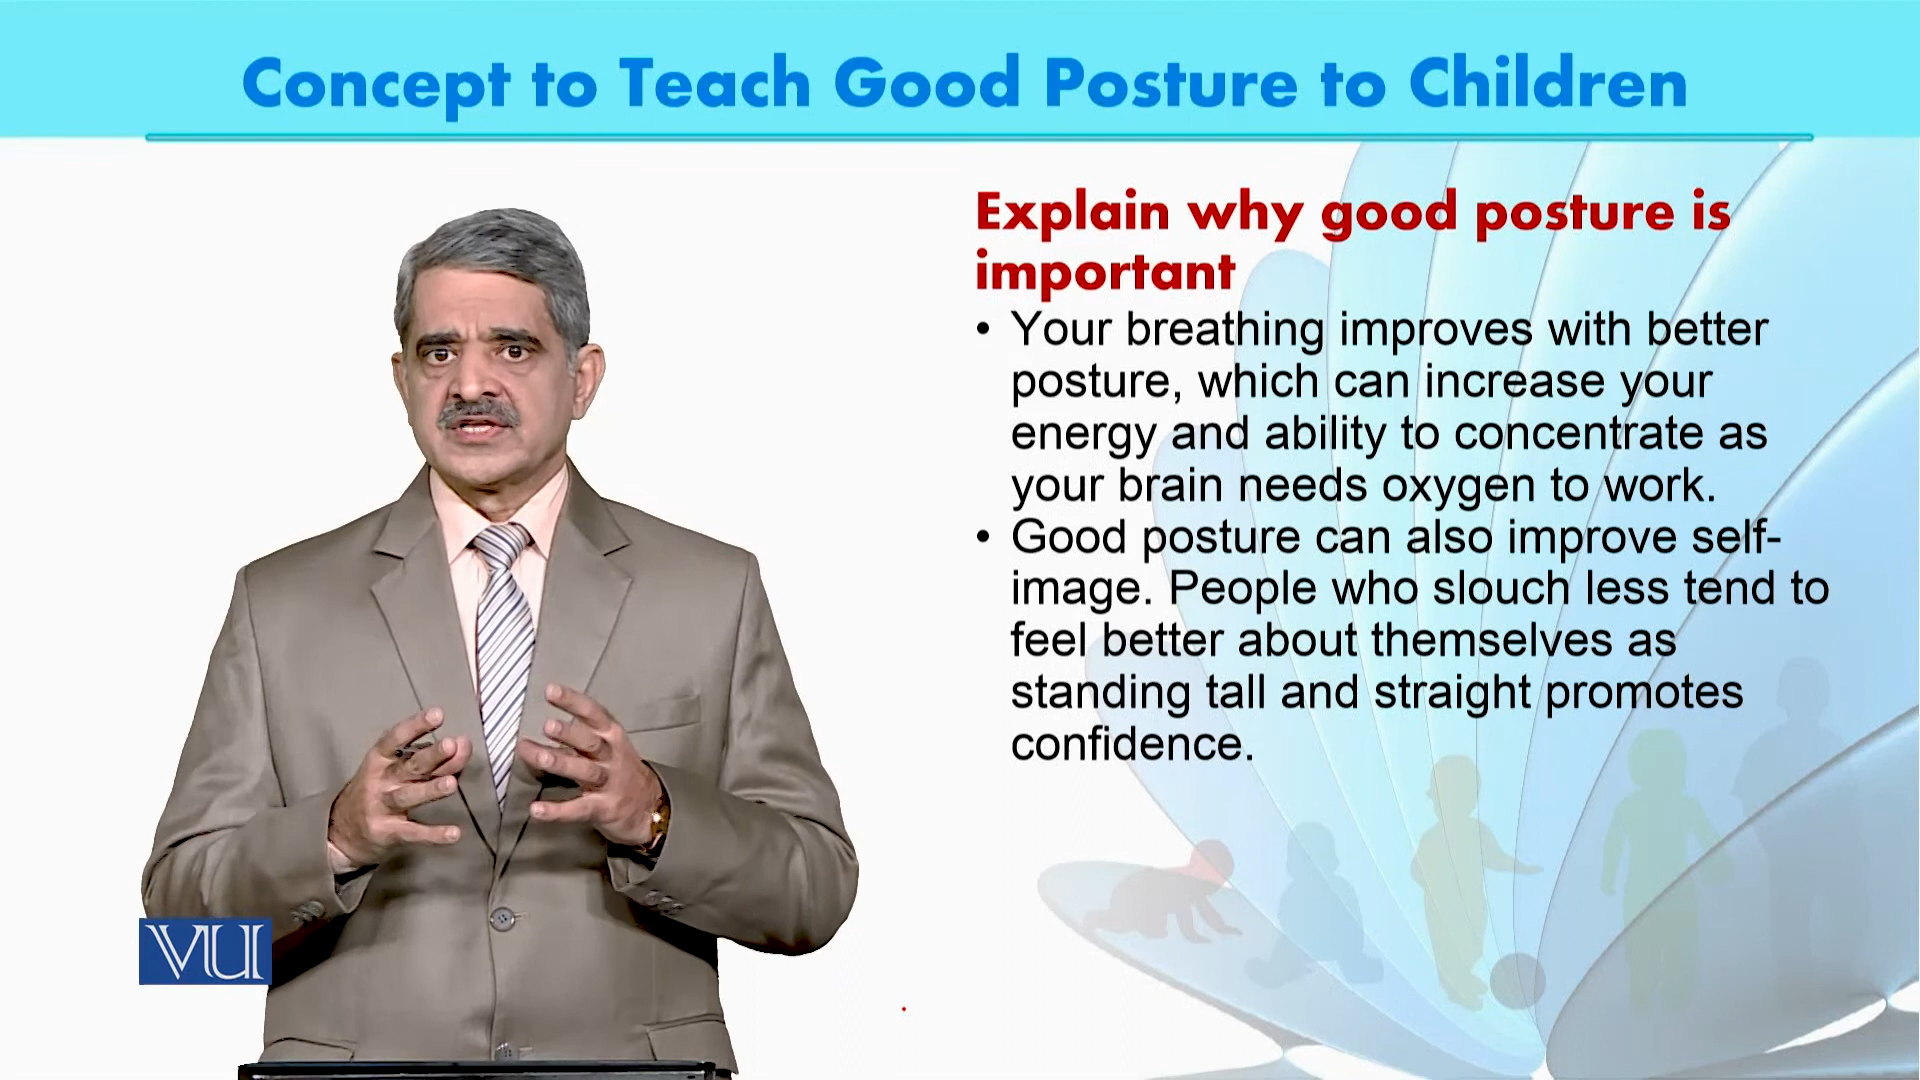 Concept to Teach Good Posture to Children
Explain why good posture is
important
• Your breathing improves with better
posture, which can increase your
energy and ability to concentrate as
your brain needs oxygen to work.
• Good posture can also improve self-
image. People who slouch less tend to
feel better about themselves as
standing tall and straight promotes
confidence.
VU